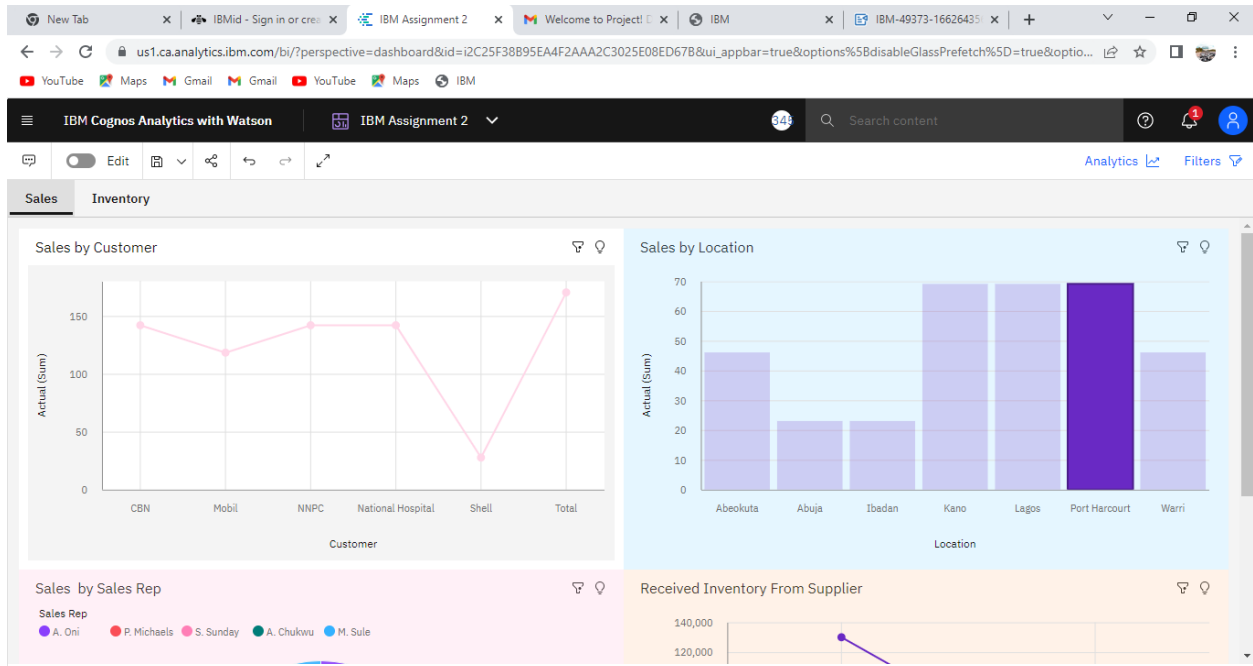 New Tab
IBMid - Sign in or crea
IBM Assignment 2
Welcome to Project! D
IBM
IBM-49373-16626435
us1.ca.analytics.ibm.com/bi/?perspective=dashboard&id=i2C25F38B95EA4F2AAA2C3025E08ED67B&ui_appbar=true&options%5BdisableGlassPrefetch%5D=true&optio...
YouTube Maps Gmail Gmail YouTube Maps IBM
IBM Cognos Analytics with Watson
IBM Assignment 2
345
Search content
1
Edit
Analytics
Filters
Sales Inventory
Sales by Customer
150
100
50
0
Actual (Sum)
CBN Mobil NNPC National Hospital Shell Total
Customer
Sales by Location
70
60
50
40
30
20
10
0
Actual (Sum)
Abeokuta Abuja Ibadan Kano Lagos Port Harcourt Warri
Location
Sales by Sales Rep
Sales Rep
A. Oni P. Michaels S. Sunday A. Chukwu M. Sule
Received Inventory From Supplier
140,000
120,000